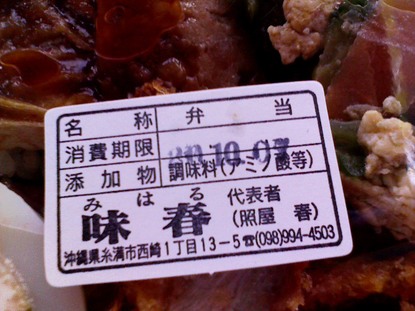 名称 弁当
消費期限 20.10.07
添加物 調味料(アミノ酸等)
みはる
味春 代表者
(照屋 春)
沖縄県糸満市西崎1丁目13-5☎(098)994-4503